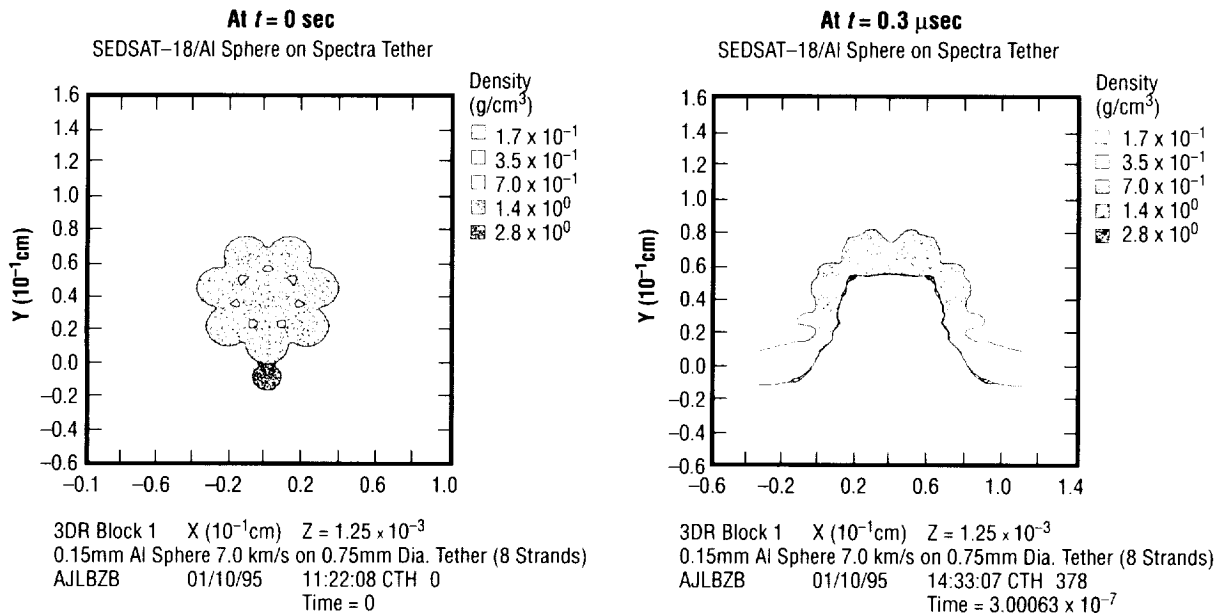 At t = 0 sec
SEDSAT–18/Al Sphere on Spectra Tether
Density
(g/cm³)
1.7 x 10⁻¹
3.5 x 10⁻¹
7.0 x 10⁻¹
1.4 x 10⁰
2.8 x 10⁰
Y (10⁻¹cm)
1.6
1.4
1.2
1.0
0.8
0.6
0.4
0.2
0.0
–0.2
–0.4
–0.6
–0.1 –0.6 –0.2 0.2 0.6 1.0
3DR Block 1 X (10⁻¹cm) Z = 1.25 x 10⁻³
0.15mm Al Sphere 7.0 km/s on 0.75mm Dia. Tether (8 Strands)
AJLBZB 01/10/95 11:22:08 CTH 0
Time = 0
At t = 0.3 µsec
SEDSAT–18/Al Sphere on Spectra Tether
Density
(g/cm³)
1.7 x 10⁻¹
3.5 x 10⁻¹
7.0 x 10⁻¹
1.4 x 10⁰
2.8 x 10⁰
Y (10⁻¹cm)
1.6
1.4
1.2
1.0
0.8
0.6
0.4
0.2
0.0
–0.2
–0.4
–0.6
–0.6 –0.2 0.2 0.6 1.0 1.4
3DR Block 1 X (10⁻¹cm) Z = 1.25 x 10⁻³
0.15mm Al Sphere 7.0 km/s on 0.75mm Dia. Tether (8 Strands)
AJLBZB 01/10/95 14:33:07 CTH 378
Time = 3.00063 x 10⁻⁷